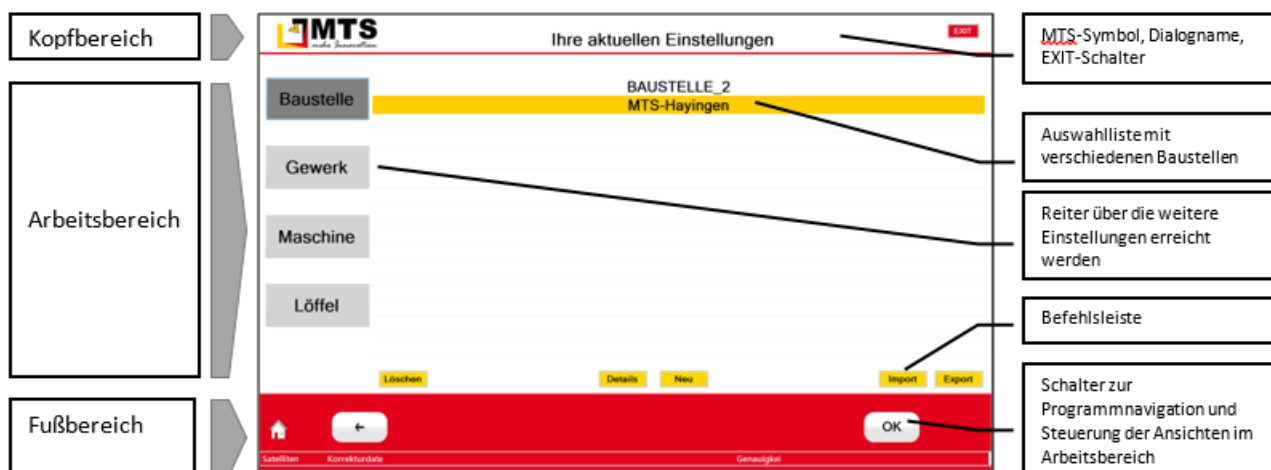 Kopfbereich
Arbeitsbereich
Fußbereich
MTS
mehr Innovation
Ihre aktuellen Einstellungen
EXIT
Baustelle
Gewerk
Maschine
Löffel
BAUSTELLE_2
MTS-Hayingen
Löschen
Details
Neu
Import
Export
←
OK
Satelliten
Korrekturdate
Genauigkei
MTS-Symbol, Dialogname,
EXIT-Schalter
Auswahlliste mit
verschiedenen Baustellen
Reiter über die weitere
Einstellungen erreicht
werden
Befehlsleiste
Schalter zur
Programmnavigation und
Steuerung der Ansichten im
Arbeitsbereich